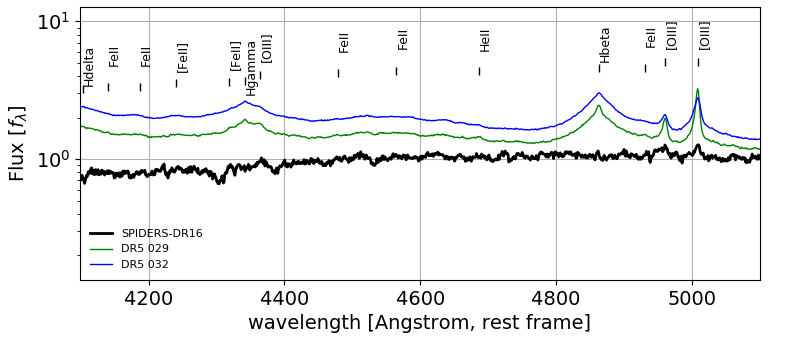 10¹
Hdelta
FeII
FeII
[FeII]
[FeII]
Hgamma
[OIII]
FeII
FeII
HeII
Hbeta
FeII
[OIII]
[OIII]
Flux [fλ]
10⁰
SPIDERS-DR16
DR5 029
DR5 032
4200 4400 4600 4800 5000
wavelength [Angstrom, rest frame]